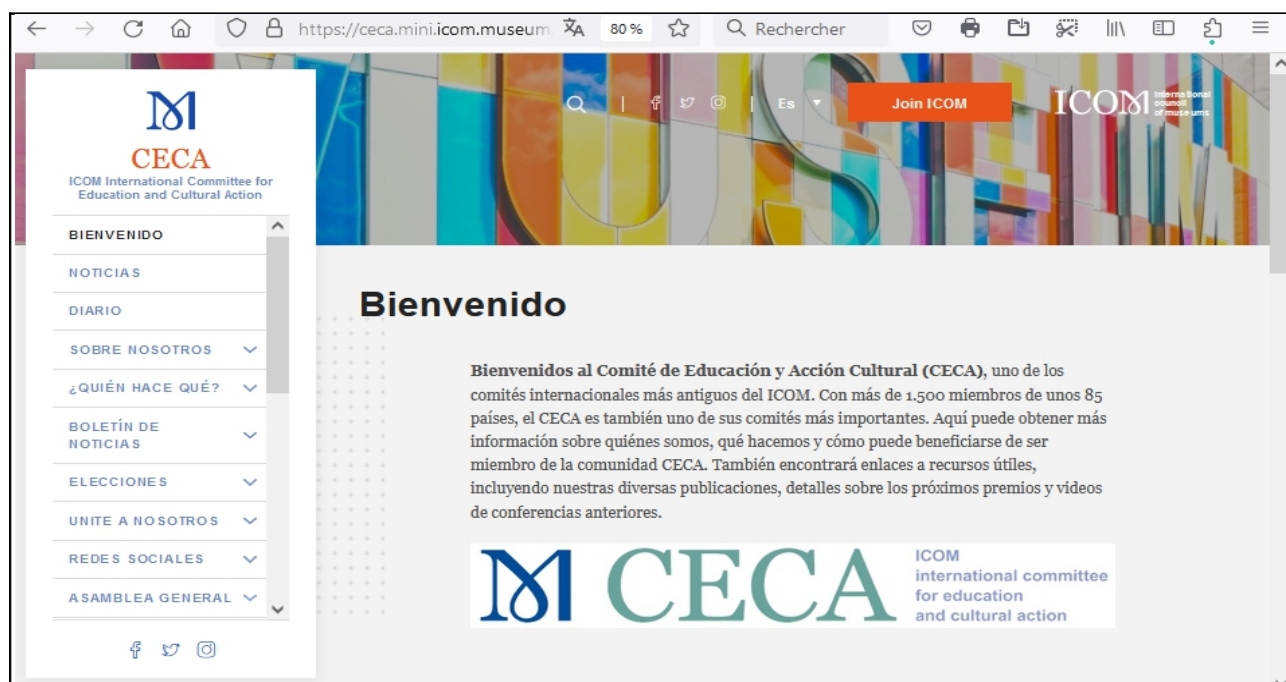 https://ceca.mini.icom.museum
80 %
Rechercher
Es
Join ICOM
ICOM
international
council
of museums
CECA
ICOM International Committee for
Education and Cultural Action
BIENVENIDO
NOTICIAS
DIARIO
SOBRE NOSOTROS
¿QUIÉN HACE QUÉ?
BOLETÍN DE
NOTICIAS
ELECCIONES
UNITE A NOSOTROS
REDES SOCIALES
ASAMBLEA GENERAL
Bienvenido
Bienvenidos al Comité de Educación y Acción Cultural (CECA), uno de los
comités internacionales más antiguos del ICOM. Con más de 1.500 miembros de unos 85
países, el CECA es también uno de sus comités más importantes. Aquí puede obtener más
información sobre quiénes somos, qué hacemos y cómo puede beneficiarse de ser
miembro de la comunidad CECA. También encontrará enlaces a recursos útiles,
incluyendo nuestras diversas publicaciones, detalles sobre los próximos premios y videos
de conferencias anteriores.
CECA
ICOM
international committee
for education
and cultural action